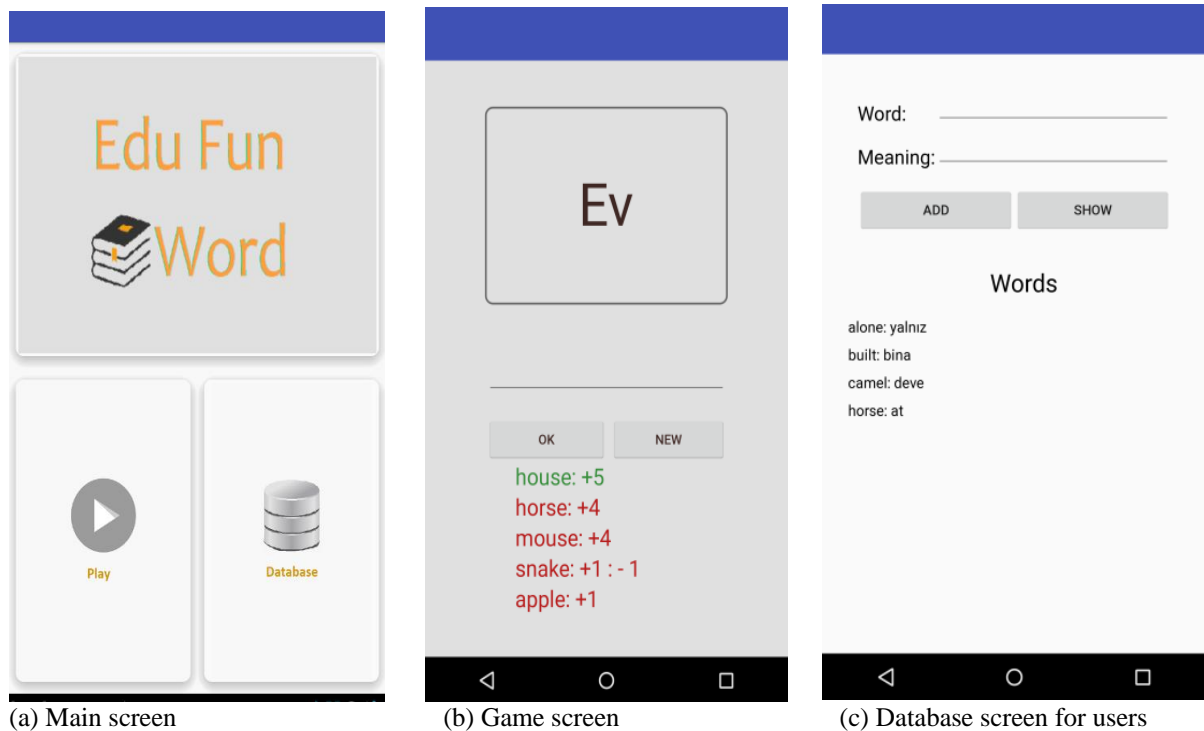 Edu Fun
Word
Play
Database
(a) Main screen
Ev
OK NEW
house: +5
horse: +4
mouse: +4
snake: +1 : - 1
apple: +1
(b) Game screen
Word:
Meaning:
ADD SHOW
Words
alone: yalnız
built: bina
camel: deve
horse: at
(c) Database screen for users